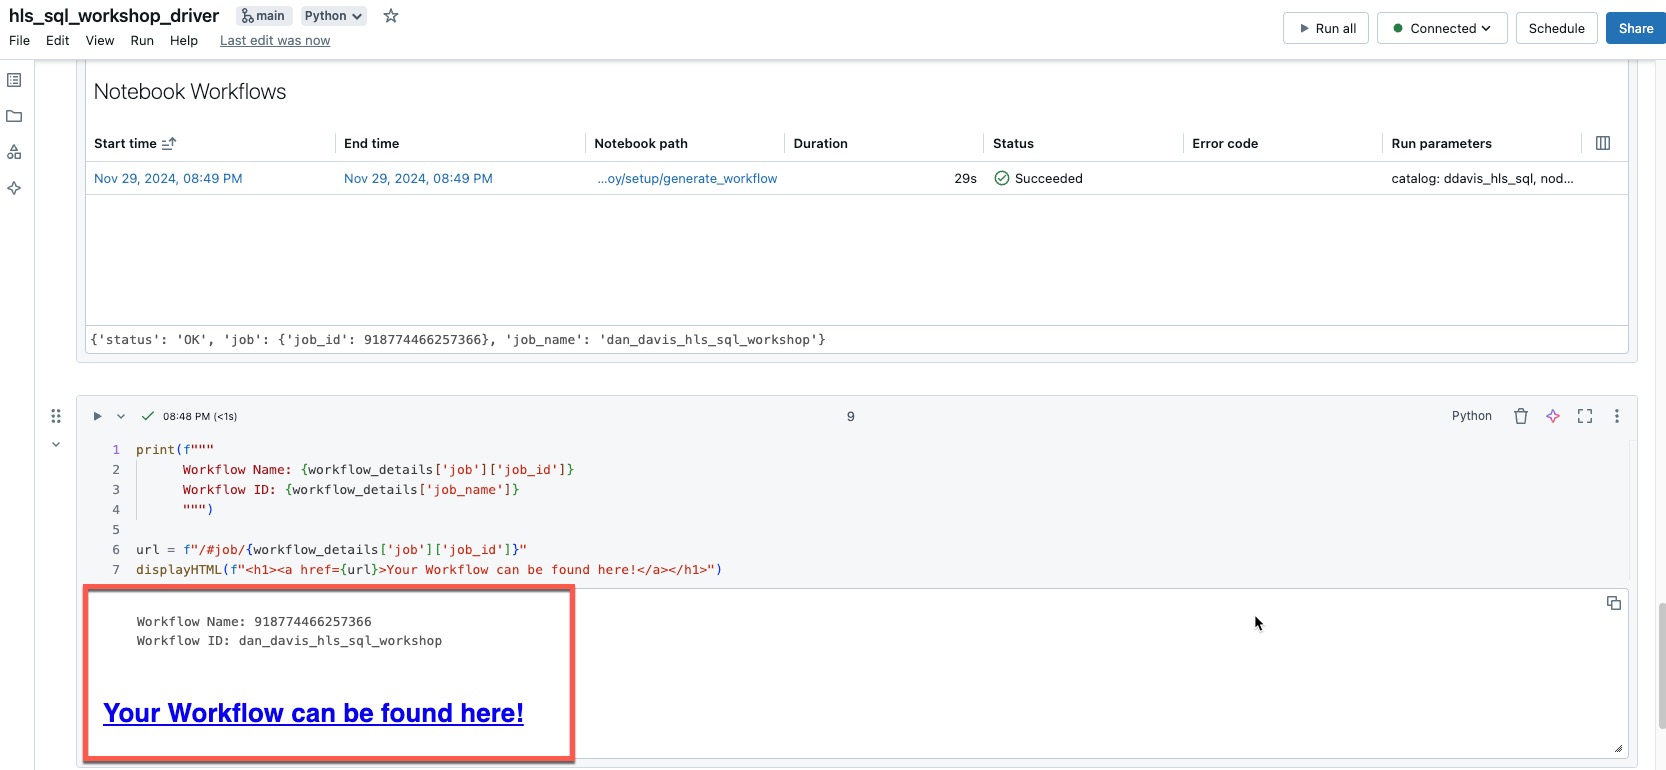 hls_sql_workshop_driver main Python
File Edit View Run Help Last edit was now
Run all Connected Schedule Share
Notebook Workflows
Start time End time Notebook path Duration Status Error code Run parameters
Nov 29, 2024, 08:49 PM Nov 29, 2024, 08:49 PM ...oy/setup/generate_workflow 29s Succeeded catalog: ddavis_hls_sql, nod...
{'status': 'OK', 'job': {'job_id': 918774466257366}, 'job_name': 'dan_davis_hls_sql_workshop'}
08:48 PM (<1s) 9 Python
1 print(f"""
2 Workflow Name: {workflow_details['job']['job_id']}
3 Workflow ID: {workflow_details['job_name']}
4 """)
5
6 url = f"/#job/{workflow_details['job']['job_id']}"
7 displayHTML(f"<h1><a href={url}>Your Workflow can be found here!</a></h1>")
Workflow Name: 918774466257366
Workflow ID: dan_davis_hls_sql_workshop
Your Workflow can be found here!